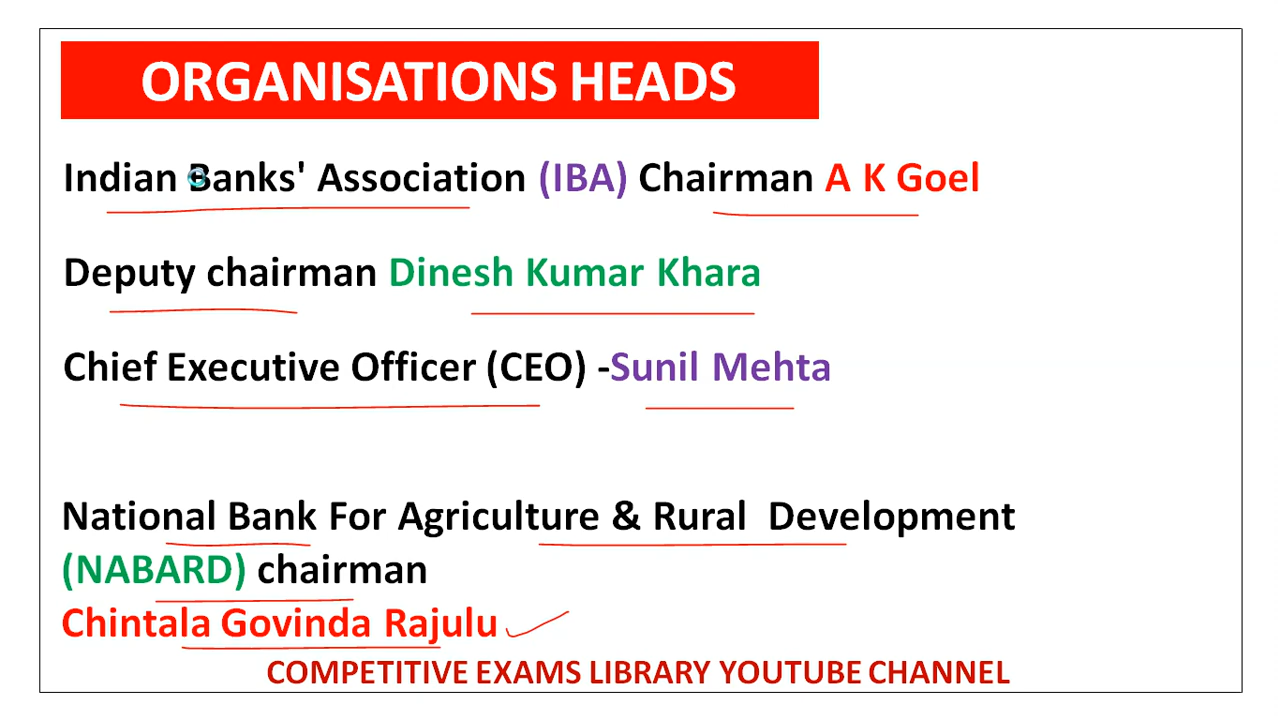 ORGANISATIONS HEADS
Indian Banks' Association (IBA) Chairman A K Goel
Deputy chairman Dinesh Kumar Khara
Chief Executive Officer (CEO) -Sunil Mehta
National Bank For Agriculture & Rural Development
(NABARD) chairman
Chintala Govinda Rajulu
COMPETITIVE EXAMS LIBRARY YOUTUBE CHANNEL